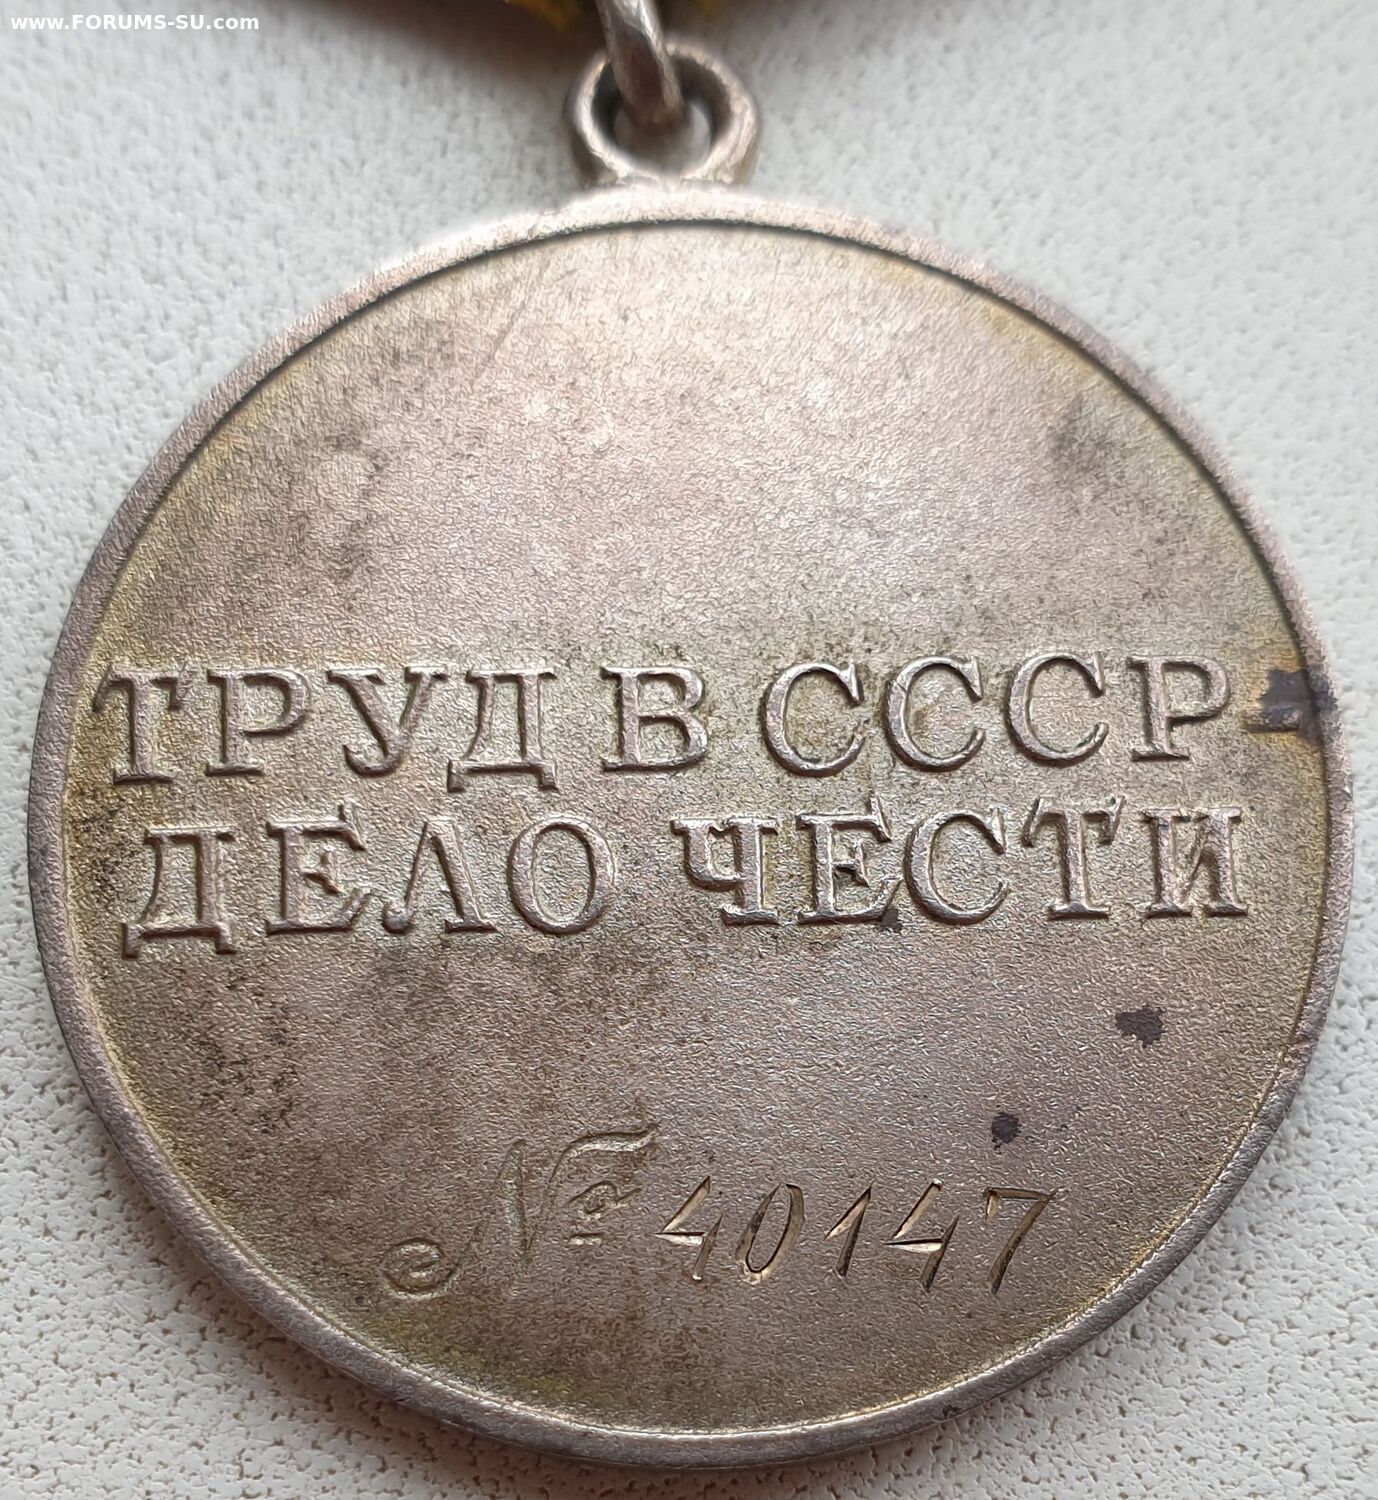 www.FORUMS-SU.com
ТРУД В СССР-
ДЕЛО ЧЕСТИ
№ 40147